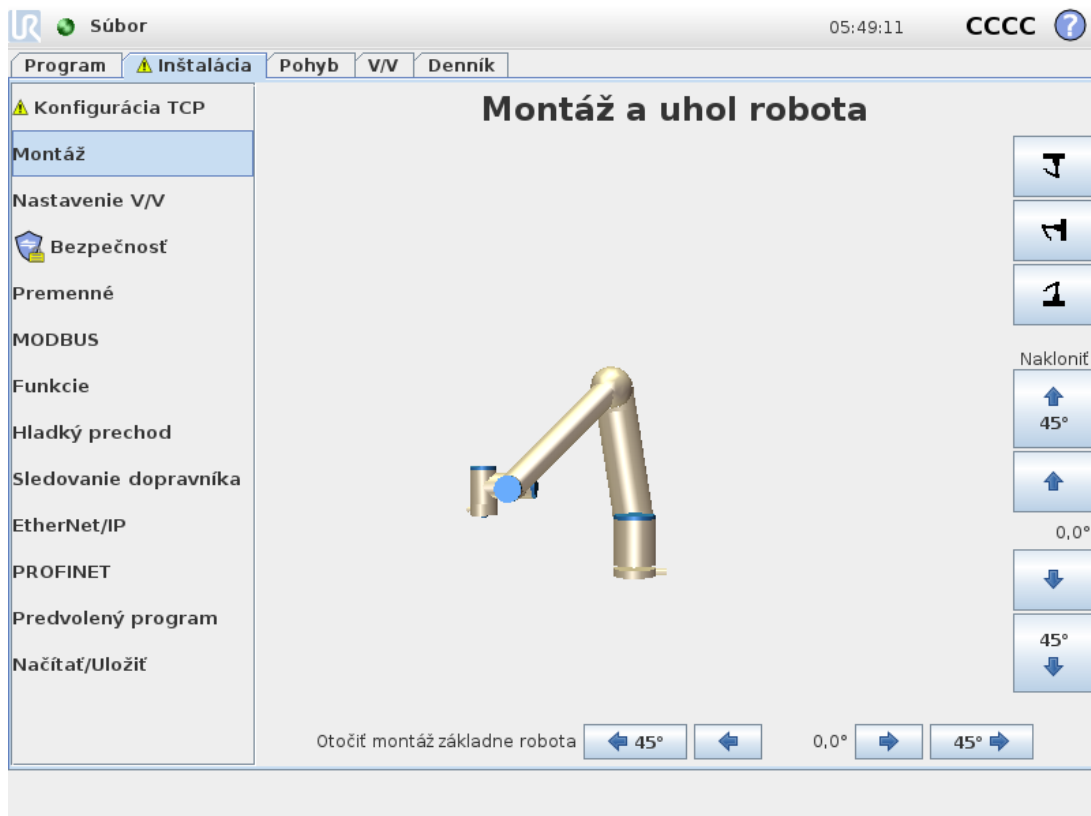 UR Súbor 05:49:11 CCCC ?
Program Inštalácia Pohyb V/V Denník
Konfigurácia TCP
Montáž
Nastavenie V/V
Bezpečnosť
Premenné
MODBUS
Funkcie
Hladký prechod
Sledovanie dopravníka
EtherNet/IP
PROFINET
Predvolený program
Načítať/Uložiť
Montáž a uhol robota
Nakloniť
45°
0,0°
45°
Otočiť montáž základne robota 45° 0,0° 45°